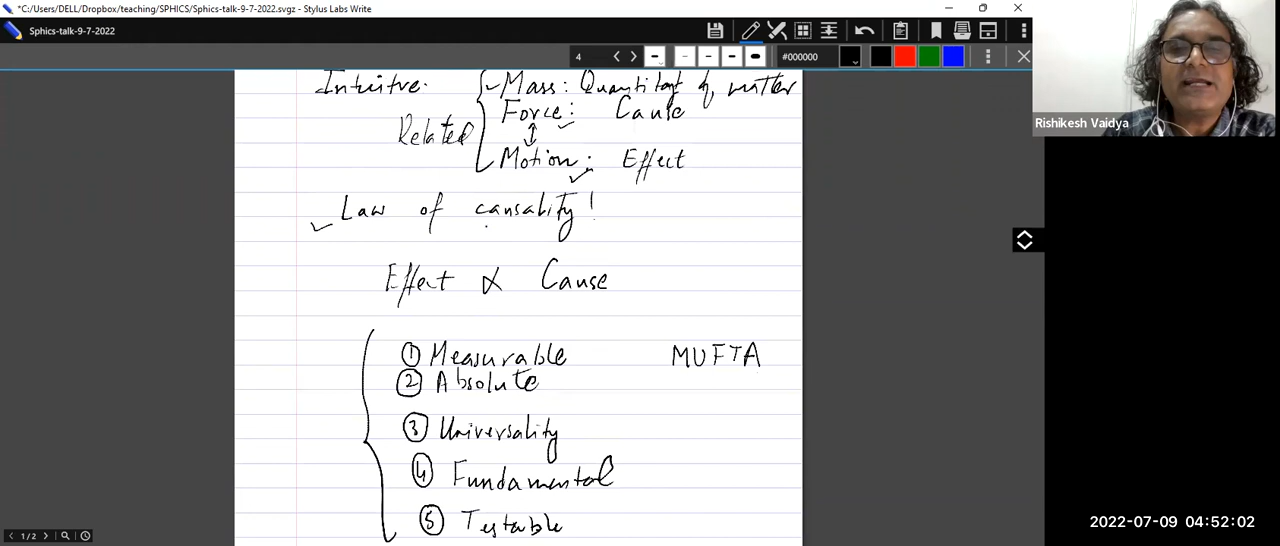 *C:/Users/DELL/Dropbox/teaching/SPHICS/Sphics-talk-9-7-2022.svgz - Stylus Labs Write
Sphics-talk-9-7-2022
4
#000000
Rishikesh Vaidya
Intuitve.
Mass: Quantitay of matter
Related
Force: Cause
Motion: Effect
Law of causality!
Effect ∝ Cause
① Measurable MUFTA
② Absolute
③ Universality
④ Fundamental
⑤ Testable
1/2
2022-07-09 04:52:02